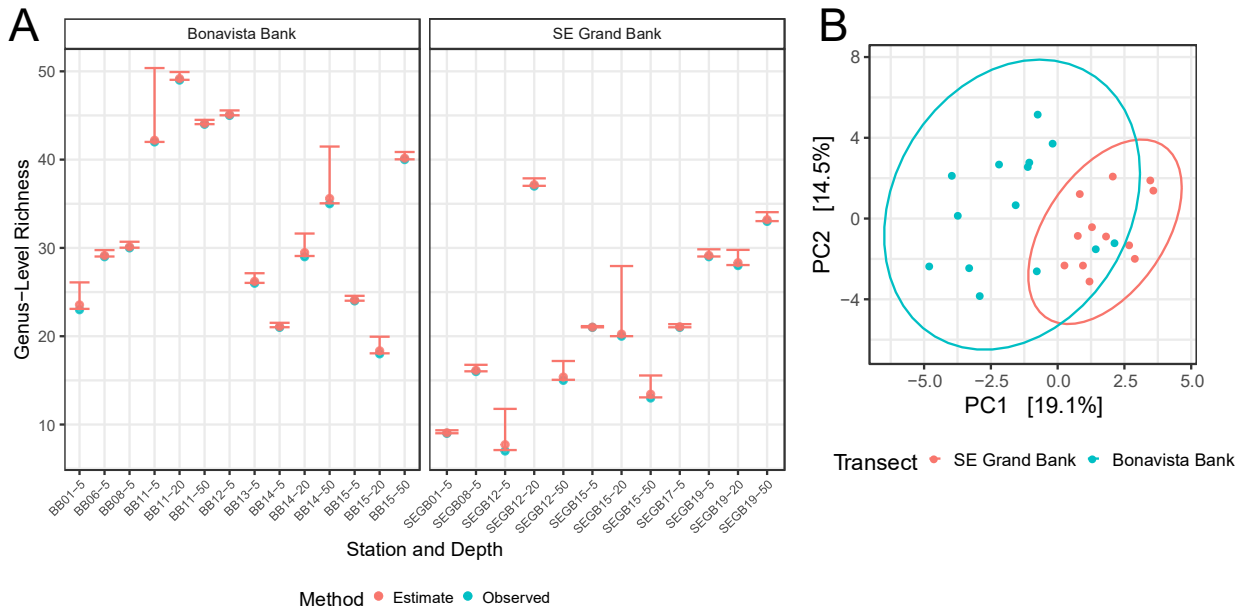 A
Bonavista Bank
SE Grand Bank
Genus-Level Richness
50
40
30
20
10
BB01-5
BB06-5
BB08-5
BB11-5
BB11-20
BB11-50
BB12-5
BB13-5
BB14-5
BB14-20
BB14-50
BB15-5
BB15-20
BB15-50
SEGB01-5
SEGB08-5
SEGB12-5
SEGB12-20
SEGB12-50
SEGB15-5
SEGB15-20
SEGB15-50
SEGB17-5
SEGB19-5
SEGB19-20
SEGB19-50
Station and Depth
Method Estimate Observed
B
PC2 [14.5%]
8
4
0
−4
−5.0 −2.5 0.0 2.5 5.0
PC1 [19.1%]
Transect SE Grand Bank Bonavista Bank